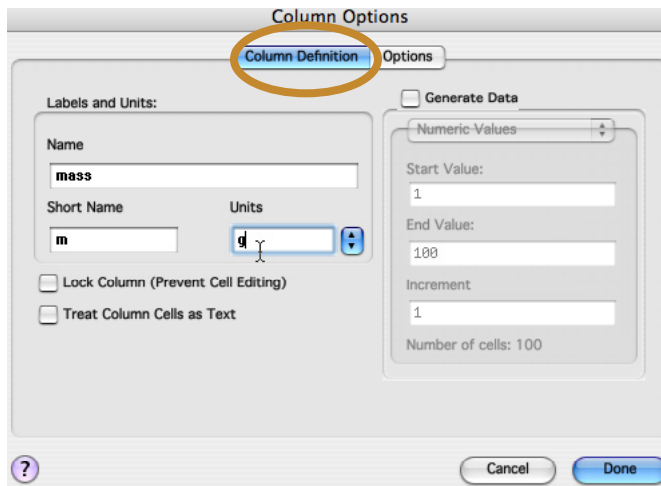 Column Options
Column Definition
Options
Labels and Units:
Name
mass
Short Name
Units
m
g
Lock Column (Prevent Cell Editing)
Treat Column Cells as Text
Generate Data
Numeric Values
Start Value:
1
End Value:
100
Increment
1
Number of cells: 100
?
Cancel
Done